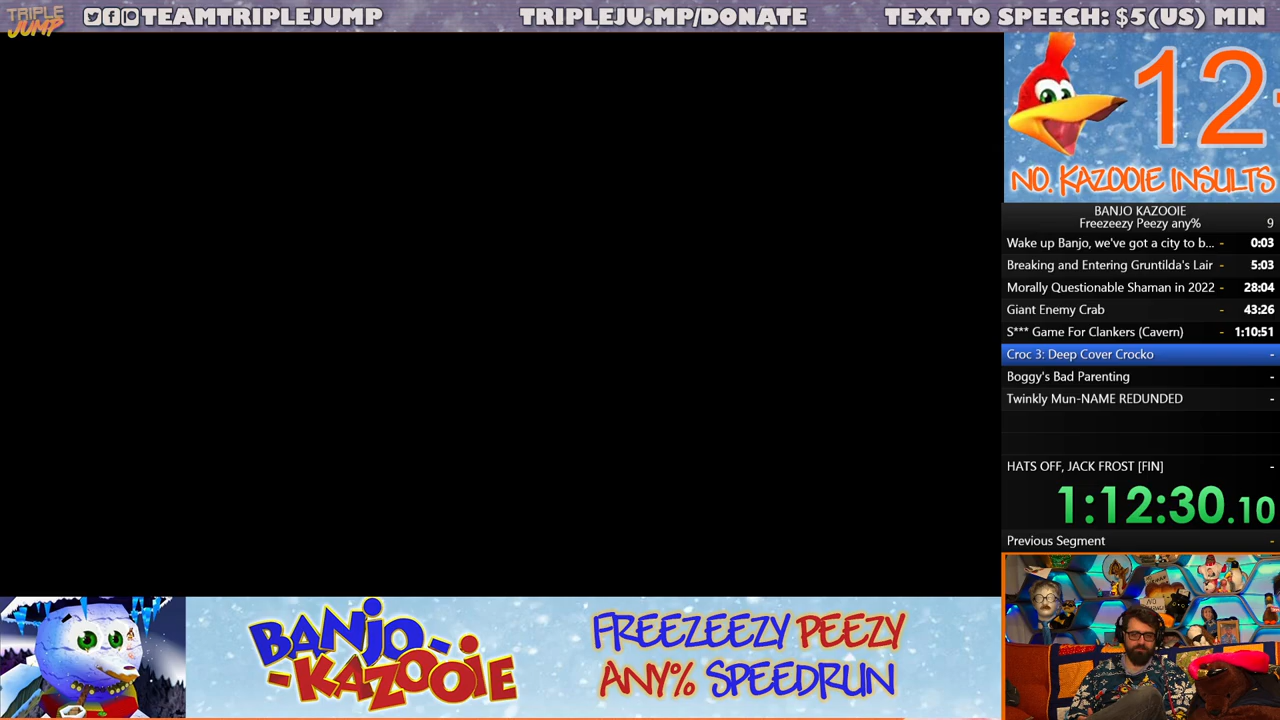 TRIPLE
JUMP
TEAMTRIPLEJUMP
TRIPLEJU.MP/DONATE
TEXT TO SPEECH: $5(US) MIN
12
NO. KAZOOIE INSULTS
BANJO KAZOOIE
Freezeezy Peezy any% 9
Wake up Banjo, we've got a city to b... - 0:03
Breaking and Entering Gruntilda's Lair - 5:03
Morally Questionable Shaman in 2022 - 28:04
Giant Enemy Crab - 43:26
S*** Game For Clankers (Cavern) - 1:10:51
Croc 3: Deep Cover Crocko -
Boggy's Bad Parenting -
Twinkly Mun-NAME REDUNDED -
HATS OFF, JACK FROST [FIN] -
1:12:30.10
Previous Segment -
BANJO-
-KAZOOIE
FREEZEEZY PEEZY
ANY% SPEEDRUN